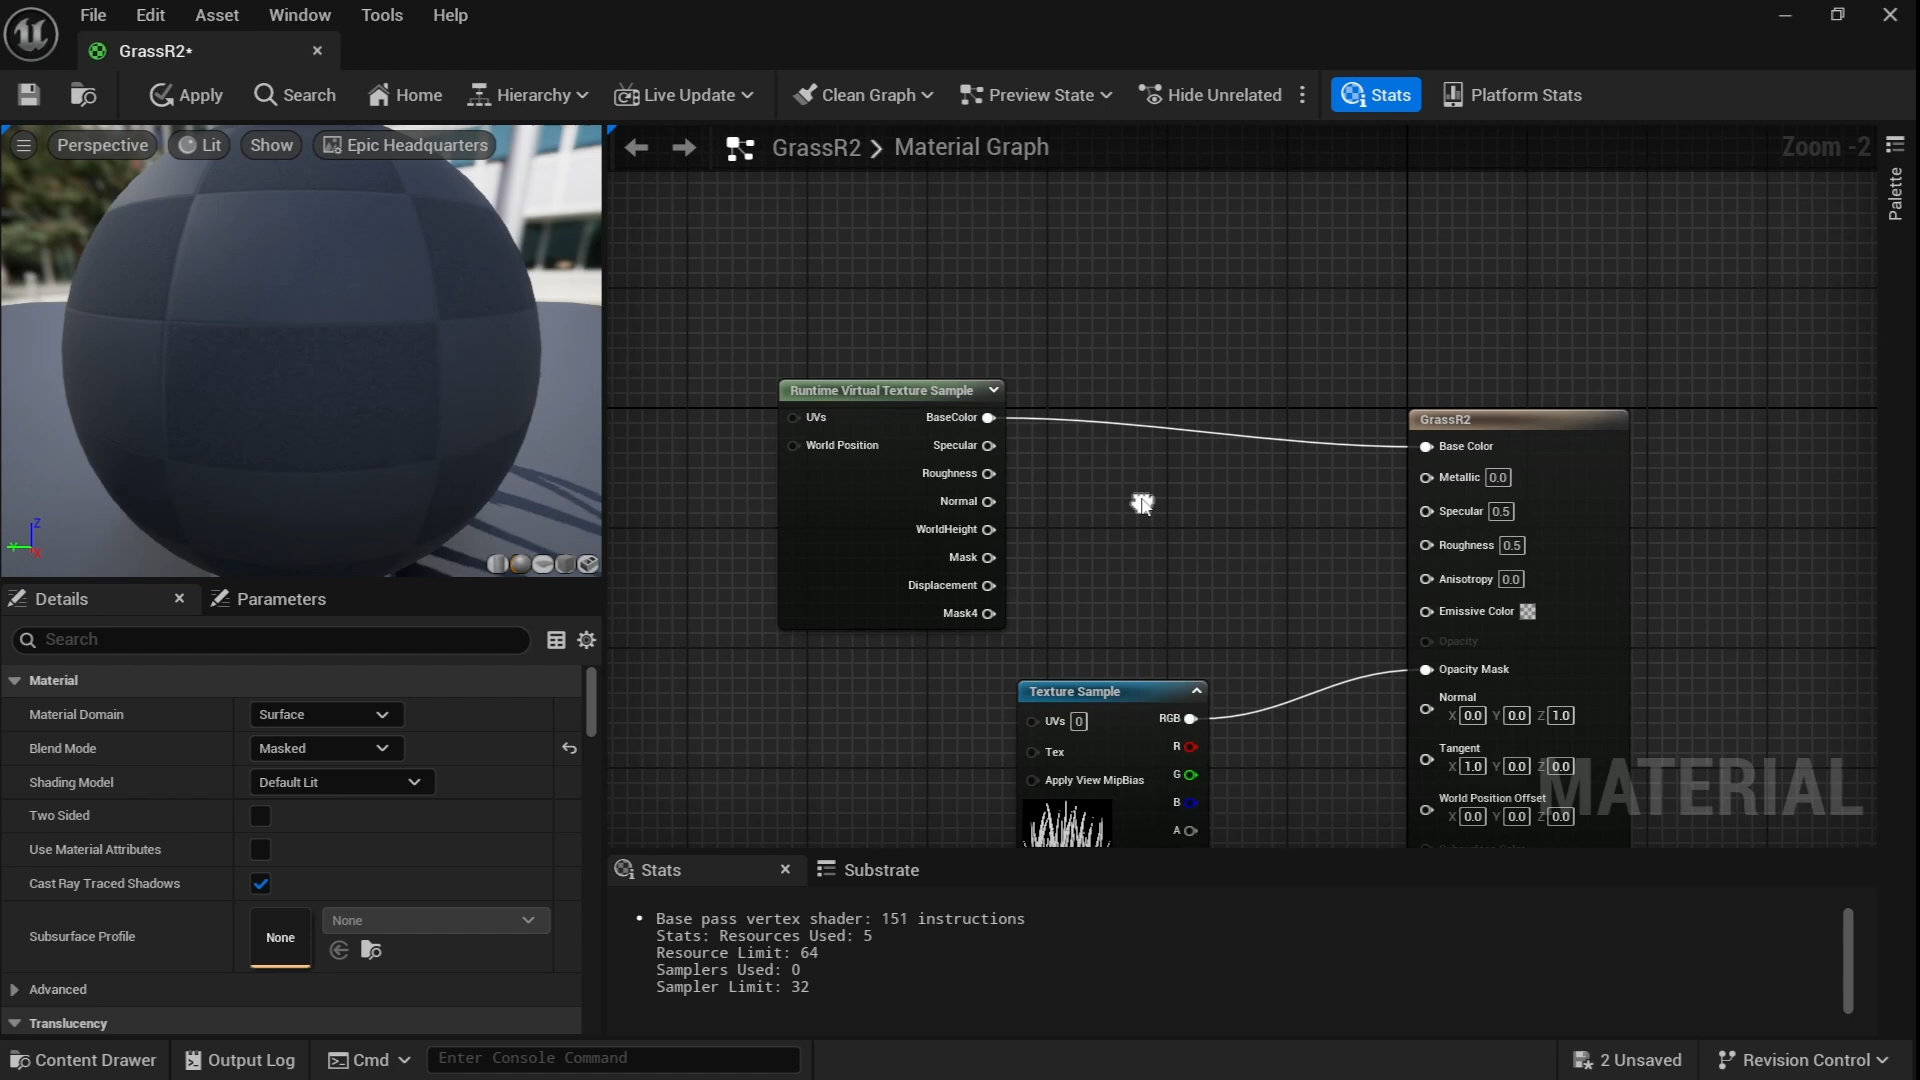 File Edit Asset Window Tools Help
GrassR2*
Apply Search Home Hierarchy Live Update Clean Graph Preview State Hide Unrelated Stats Platform Stats
Perspective Lit Show Epic Headquarters
GrassR2 Material Graph
Zoom -2
Palette
Runtime Virtual Texture Sample
UVs BaseColor
World Position Specular
Roughness
Normal
WorldHeight
Mask
Displacement
Mask4
Texture Sample
UVs 0 RGB
R
Tex
G
Apply View MipBias
B
A
GrassR2
Base Color
Metallic 0.0
Specular 0.5
Roughness 0.5
Anisotropy 0.0
Emissive Color
Opacity
Opacity Mask
Normal
X 0.0 Y 0.0 Z 1.0
Tangent
X 1.0 Y 0.0 Z 0.0
World Position Offset
X 0.0 Y 0.0 Z 0.0
MATERIAL
Z
Y
X
Details Parameters
Search
Material
Material Domain Surface
Blend Mode Masked
Shading Model Default Lit
Two Sided
Use Material Attributes
Cast Ray Traced Shadows
Subsurface Profile None None
Advanced
Translucency
Stats Substrate
• Base pass vertex shader: 151 instructions
Stats: Resources Used: 5
Resource Limit: 64
Samplers Used: 0
Sampler Limit: 32
Content Drawer Output Log Cmd Enter Console Command 2 Unsaved Revision Control